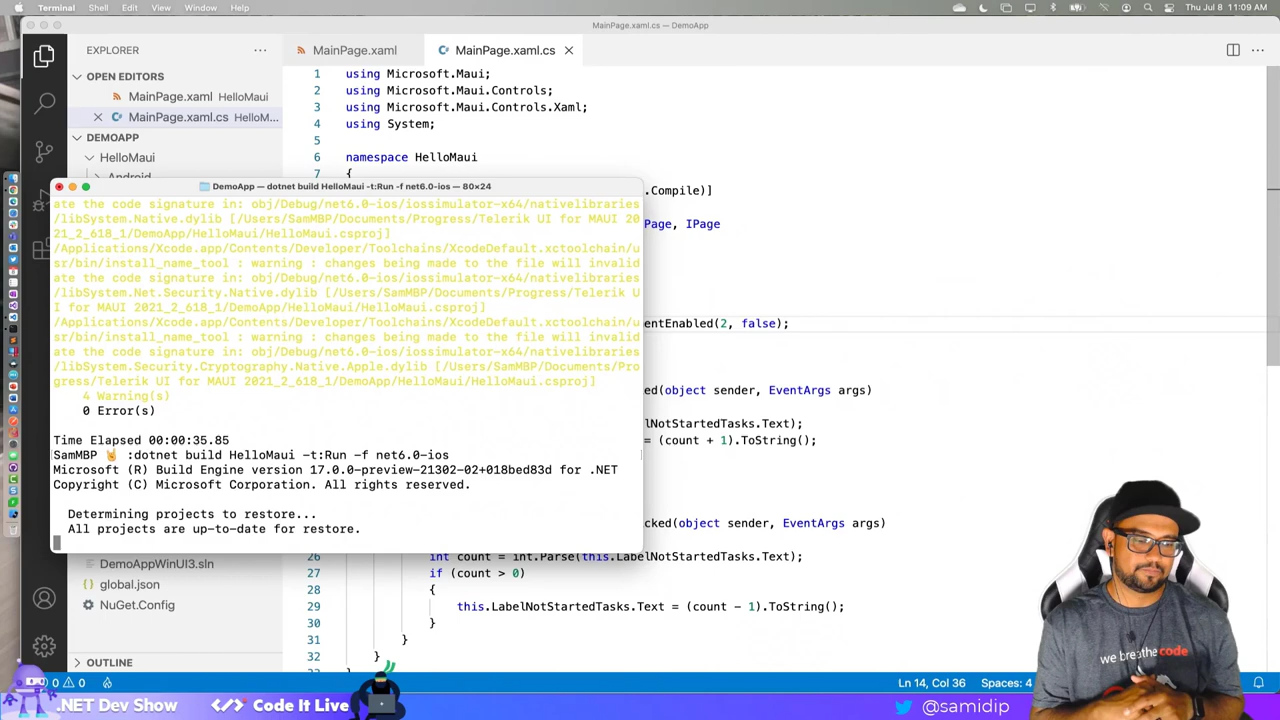 Terminal Shell Edit View Window Help
Thu Jul 8 11:09 AM
MainPage.xaml.cs — DemoApp
EXPLORER
MainPage.xaml
MainPage.xaml.cs
OPEN EDITORS
MainPage.xaml HelloMaui
MainPage.xaml.cs HelloM...
DEMOAPP
HelloMaui
Android
1 using Microsoft.Maui;
2 using Microsoft.Maui.Controls;
3 using Microsoft.Maui.Controls.Xaml;
4 using System;
5
6 namespace HelloMaui
7 {
.Compile)]
Page, IPage
entEnabled(2, false);
ked(object sender, EventArgs args)
LNotStartedTasks.Text);
= (count + 1).ToString();
cked(object sender, EventArgs args)
26 int count = int.Parse(this.LabelNotStartedTasks.Text);
27 if (count > 0)
28 {
29 this.LabelNotStartedTasks.Text = (count - 1).ToString();
30 }
31 }
32 }
DemoApp — dotnet build HelloMaui -t:Run -f net6.0-ios — 80×24
ate the code signature in: obj/Debug/net6.0-ios/iossimulator-x64/nativelibraries
/libSystem.Native.dylib [/Users/SamMBP/Documents/Progress/Telerik UI for MAUI 20
21_2_618_1/DemoApp/HelloMaui/HelloMaui.csproj]
/Applications/Xcode.app/Contents/Developer/Toolchains/XcodeDefault.xctoolchain/u
sr/bin/install_name_tool : warning : changes being made to the file will invalid
ate the code signature in: obj/Debug/net6.0-ios/iossimulator-x64/nativelibraries
/libSystem.Net.Security.Native.dylib [/Users/SamMBP/Documents/Progress/Telerik U
I for MAUI 2021_2_618_1/DemoApp/HelloMaui/HelloMaui.csproj]
/Applications/Xcode.app/Contents/Developer/Toolchains/XcodeDefault.xctoolchain/u
sr/bin/install_name_tool : warning : changes being made to the file will invalid
ate the code signature in: obj/Debug/net6.0-ios/iossimulator-x64/nativelibraries
/libSystem.Security.Cryptography.Native.Apple.dylib [/Users/SamMBP/Documents/Pro
gress/Telerik UI for MAUI 2021_2_618_1/DemoApp/HelloMaui/HelloMaui.csproj]
4 Warning(s)
0 Error(s)
Time Elapsed 00:00:35.85
SamMBP 🤘 :dotnet build HelloMaui -t:Run -f net6.0-ios
Microsoft (R) Build Engine version 17.0.0-preview-21302-02+018bed83d for .NET
Copyright (C) Microsoft Corporation. All rights reserved.
Determining projects to restore...
All projects are up-to-date for restore.
DemoAppWinUI3.sln
global.json
NuGet.Config
OUTLINE
0 0
Ln 14, Col 36 Spaces: 4
we breathe code
.NET Dev Show
Code It Live
@samidip